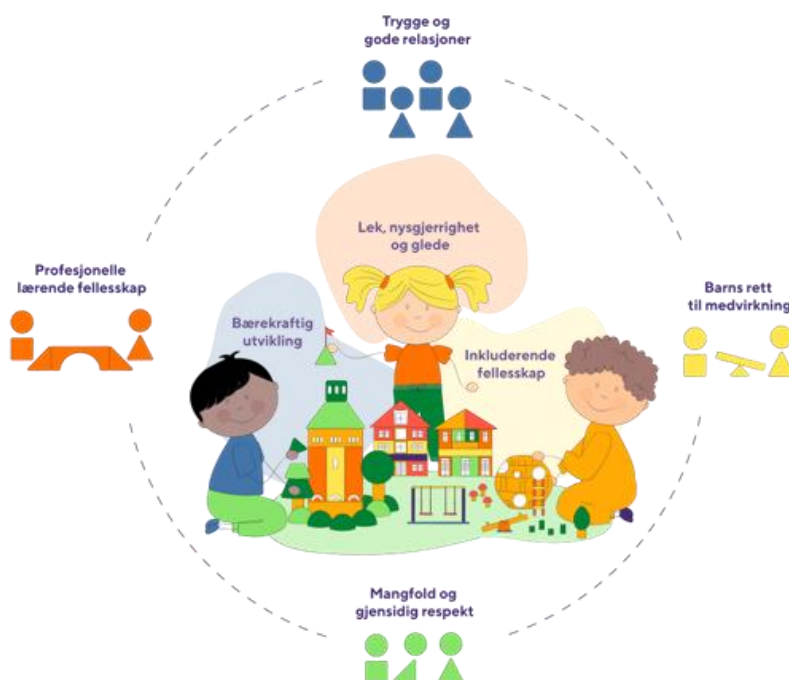 Trygge og
gode relasjoner
Lek, nysgjerrighet
og glede
Profesjonelle
lærende fellesskap
Barns rett
til medvirkning
Bærekraftig
utvikling
Inkluderende
fellesskap
Mangfold og
gjensidig respekt